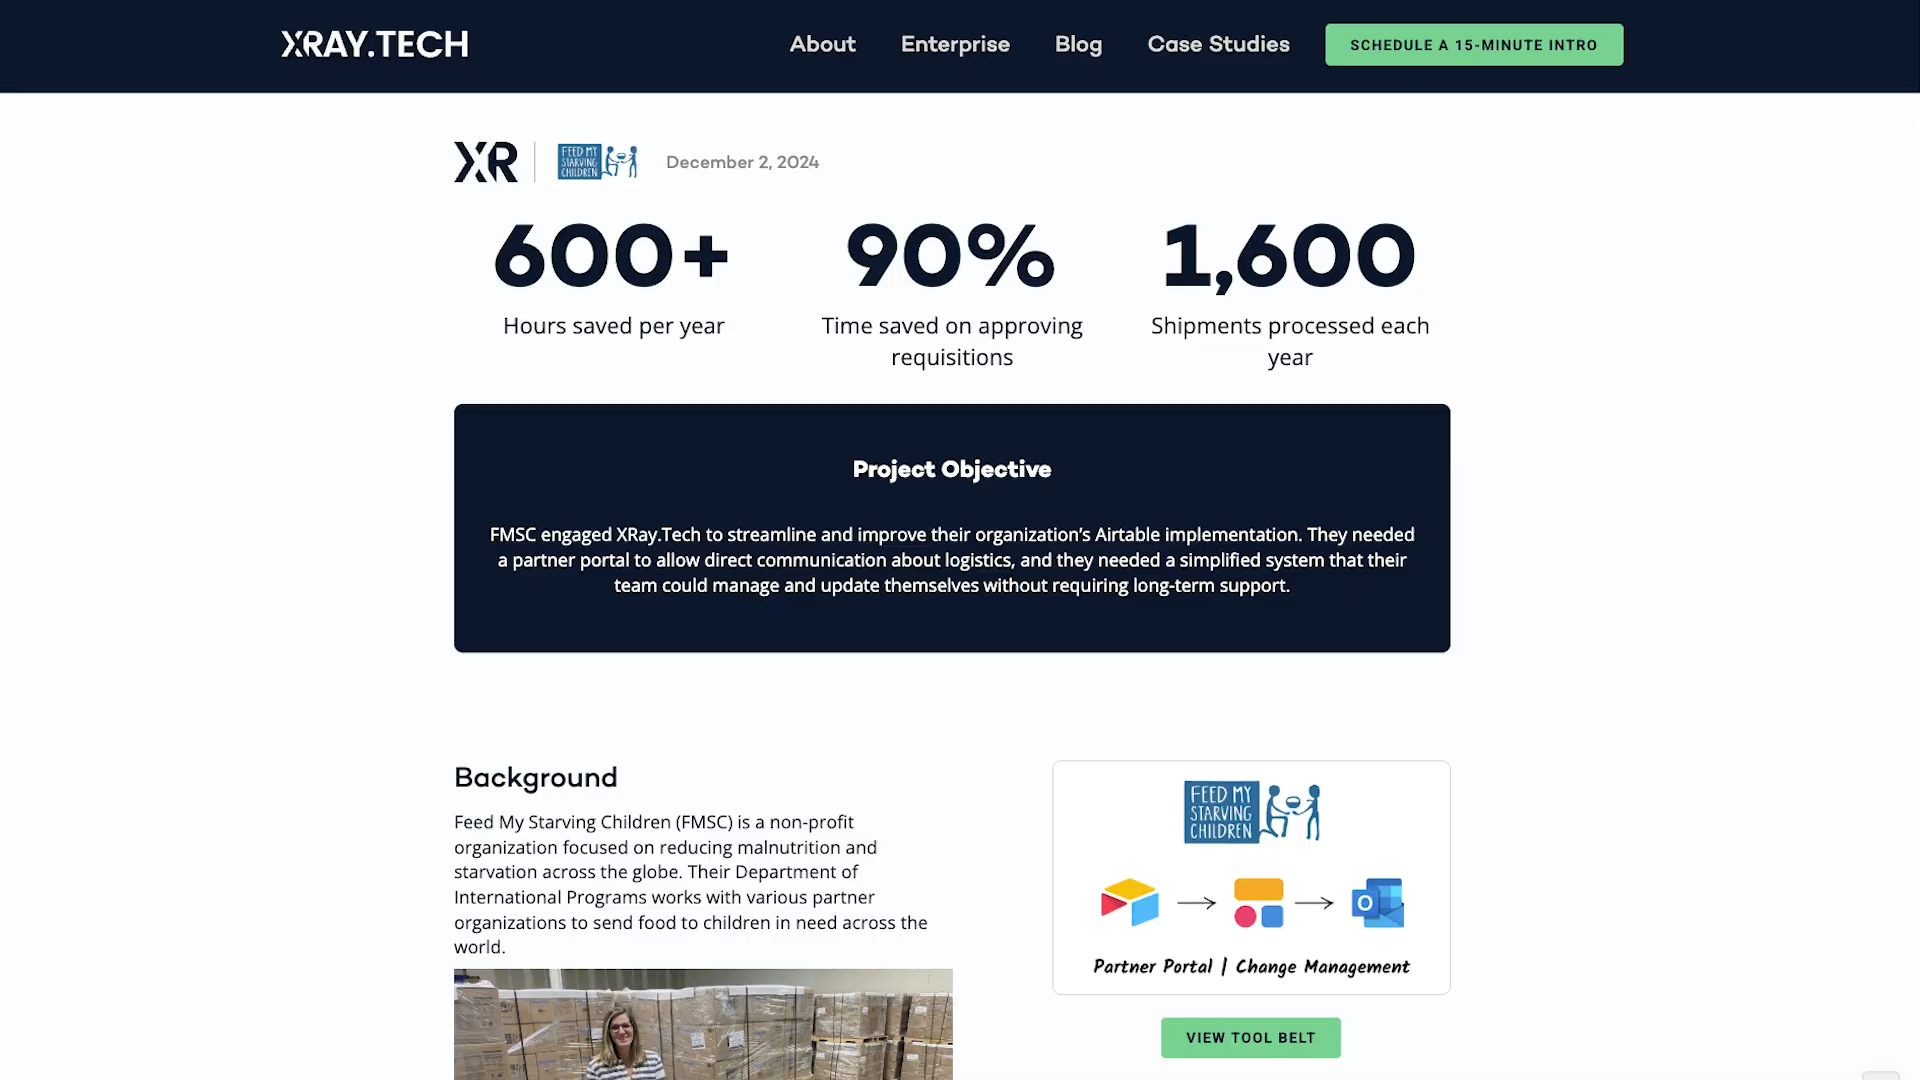 XRAY.TECH
About
Enterprise
Blog
Case Studies
SCHEDULE A 15-MINUTE INTRO
XR
FEED MY
STARVING
CHILDREN
December 2, 2024
600+
Hours saved per year
90%
Time saved on approving
requisitions
1,600
Shipments processed each
year
Project Objective
FMSC engaged XRay.Tech to streamline and improve their organization’s Airtable implementation. They needed
a partner portal to allow direct communication about logistics, and they needed a simplified system that their
team could manage and update themselves without requiring long-term support.
Background
Feed My Starving Children (FMSC) is a non-profit
organization focused on reducing malnutrition and
starvation across the globe. Their Department of
International Programs works with various partner
organizations to send food to children in need across the
world.
FEED MY
STARVING
CHILDREN
O
Partner Portal | Change Management
VIEW TOOL BELT